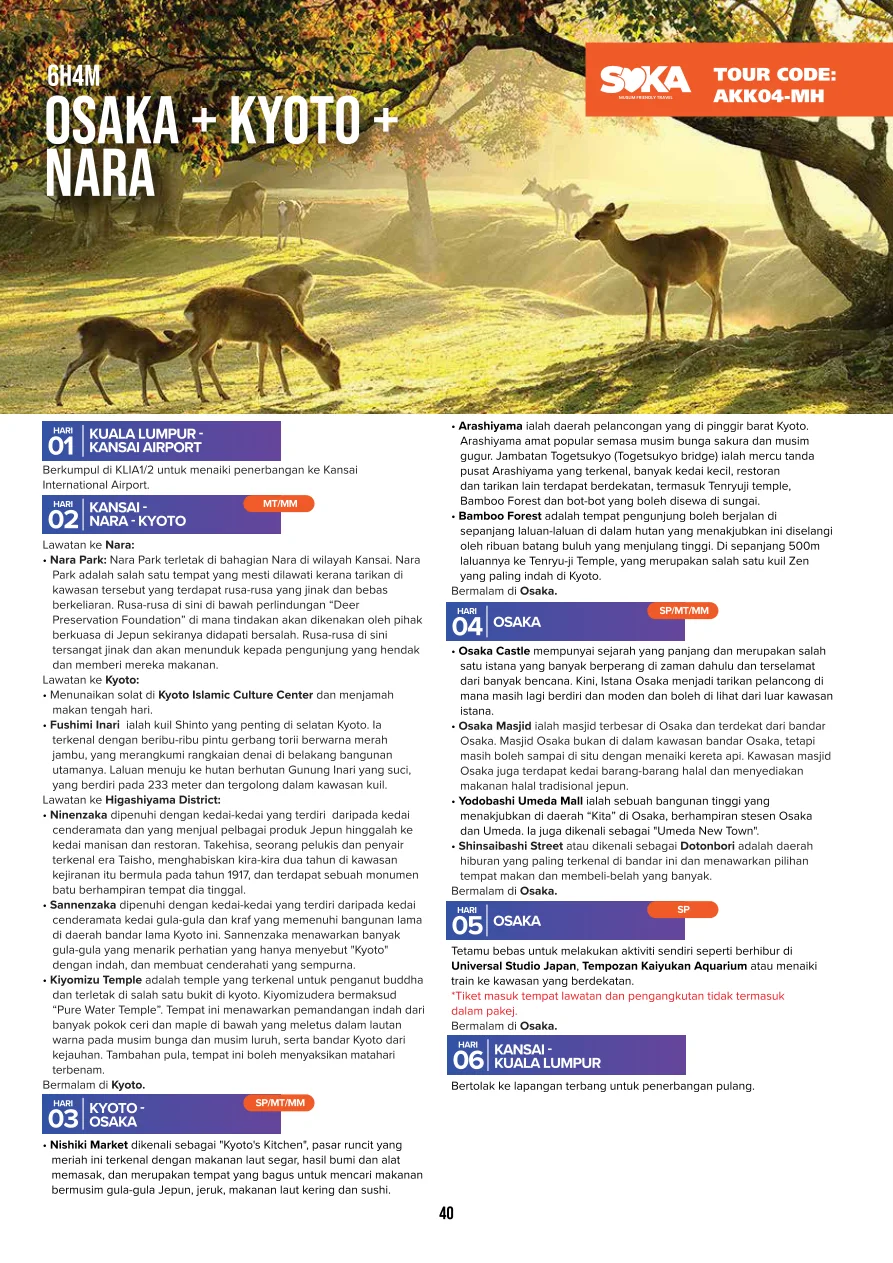 6H4M
OSAKA + KYOTO +
NARA
SOKA
MUSLIM FRIENDLY TRAVEL
TOUR CODE:
AKK04-MH
HARI
01
KUALA LUMPUR -
KANSAI AIRPORT
Berkumpul di KLIA1/2 untuk menaiki penerbangan ke Kansai
International Airport.
HARI
02
KANSAI -
NARA - KYOTO
MT/MM
Lawatan ke Nara:
• Nara Park: Nara Park terletak di bahagian Nara di wilayah Kansai. Nara
Park adalah salah satu tempat yang mesti dilawati kerana tarikan di
kawasan tersebut yang terdapat rusa-rusa yang jinak dan bebas
berkeliaran. Rusa-rusa di sini di bawah perlindungan “Deer
Preservation Foundation” di mana tindakan akan dikenakan oleh pihak
berkuasa di Jepun sekiranya didapati bersalah. Rusa-rusa di sini
tersangat jinak dan akan menunduk kepada pengunjung yang hendak
dan memberi mereka makanan.
Lawatan ke Kyoto:
• Menunaikan solat di Kyoto Islamic Culture Center dan menjamah
makan tengah hari.
• Fushimi Inari ialah kuil Shinto yang penting di selatan Kyoto. Ia
terkenal dengan beribu-ribu pintu gerbang torii berwarna merah
jambu, yang merangkumi rangkaian denai di belakang bangunan
utamanya. Laluan menuju ke hutan berhutan Gunung Inari yang suci,
yang berdiri pada 233 meter dan tergolong dalam kawasan kuil.
Lawatan ke Higashiyama District:
• Ninenzaka dipenuhi dengan kedai-kedai yang terdiri daripada kedai
cenderamata dan yang menjual pelbagai produk Jepun hinggalah ke
kedai manisan dan restoran. Takehisa, seorang pelukis dan penyair
terkenal era Taisho, menghabiskan kira-kira dua tahun di kawasan
kejiranan itu bermula pada tahun 1917, dan terdapat sebuah monumen
batu berhampiran tempat dia tinggal.
• Sannenzaka dipenuhi dengan kedai-kedai yang terdiri daripada kedai
cenderamata kedai gula-gula dan kraf yang memenuhi bangunan lama
di daerah bandar lama Kyoto ini. Sannenzaka menawarkan banyak
gula-gula yang menarik perhatian yang hanya menyebut "Kyoto"
dengan indah, dan membuat cenderahati yang sempurna.
• Kiyomizu Temple adalah temple yang terkenal untuk penganut buddha
dan terletak di salah satu bukit di kyoto. Kiyomizudera bermaksud
“Pure Water Temple”. Tempat ini menawarkan pemandangan indah dari
banyak pokok ceri dan maple di bawah yang meletus dalam lautan
warna pada musim bunga dan musim luruh, serta bandar Kyoto dari
kejauhan. Tambahan pula, tempat ini boleh menyaksikan matahari
terbenam.
Bermalam di Kyoto.
HARI
03
KYOTO -
OSAKA
SP/MT/MM
• Nishiki Market dikenali sebagai "Kyoto's Kitchen", pasar runcit yang
meriah ini terkenal dengan makanan laut segar, hasil bumi dan alat
memasak, dan merupakan tempat yang bagus untuk mencari makanan
bermusim gula-gula Jepun, jeruk, makanan laut kering dan sushi.
• Arashiyama ialah daerah pelancongan yang di pinggir barat Kyoto.
Arashiyama amat popular semasa musim bunga sakura dan musim
gugur. Jambatan Togetsukyo (Togetsukyo bridge) ialah mercu tanda
pusat Arashiyama yang terkenal, banyak kedai kecil, restoran
dan tarikan lain terdapat berdekatan, termasuk Tenryuji temple,
Bamboo Forest dan bot-bot yang boleh disewa di sungai.
• Bamboo Forest adalah tempat pengunjung boleh berjalan di
sepanjang laluan-laluan di dalam hutan yang menakjubkan ini diselangi
oleh ribuan batang buluh yang menjulang tinggi. Di sepanjang 500m
laluannya ke Tenryu-ji Temple, yang merupakan salah satu kuil Zen
yang paling indah di Kyoto.
Bermalam di Osaka.
HARI
04
OSAKA
SP/MT/MM
• Osaka Castle mempunyai sejarah yang panjang dan merupakan salah
satu istana yang banyak berperang di zaman dahulu dan terselamat
dari banyak bencana. Kini, Istana Osaka menjadi tarikan pelancong di
mana masih lagi berdiri dan moden dan boleh di lihat dari luar kawasan
istana.
• Osaka Masjid ialah masjid terbesar di Osaka dan terdekat dari bandar
Osaka. Masjid Osaka bukan di dalam kawasan bandar Osaka, tetapi
masih boleh sampai di situ dengan menaiki kereta api. Kawasan masjid
Osaka juga terdapat kedai barang-barang halal dan menyediakan
makanan halal tradisional jepun.
• Yodobashi Umeda Mall ialah sebuah bangunan tinggi yang
menakjubkan di daerah “Kita” di Osaka, berhampiran stesen Osaka
dan Umeda. Ia juga dikenali sebagai "Umeda New Town".
• Shinsaibashi Street atau dikenali sebagai Dotonbori adalah daerah
hiburan yang paling terkenal di bandar ini dan menawarkan pilihan
tempat makan dan membeli-belah yang banyak.
Bermalam di Osaka.
HARI
05
OSAKA
SP
Tetamu bebas untuk melakukan aktiviti sendiri seperti berhibur di
Universal Studio Japan, Tempozan Kaiyukan Aquarium atau menaiki
train ke kawasan yang berdekatan.
*Tiket masuk tempat lawatan dan pengangkutan tidak termasuk
dalam pakej.
Bermalam di Osaka.
HARI
06
KANSAI -
KUALA LUMPUR
Bertolak ke lapangan terbang untuk penerbangan pulang.
40